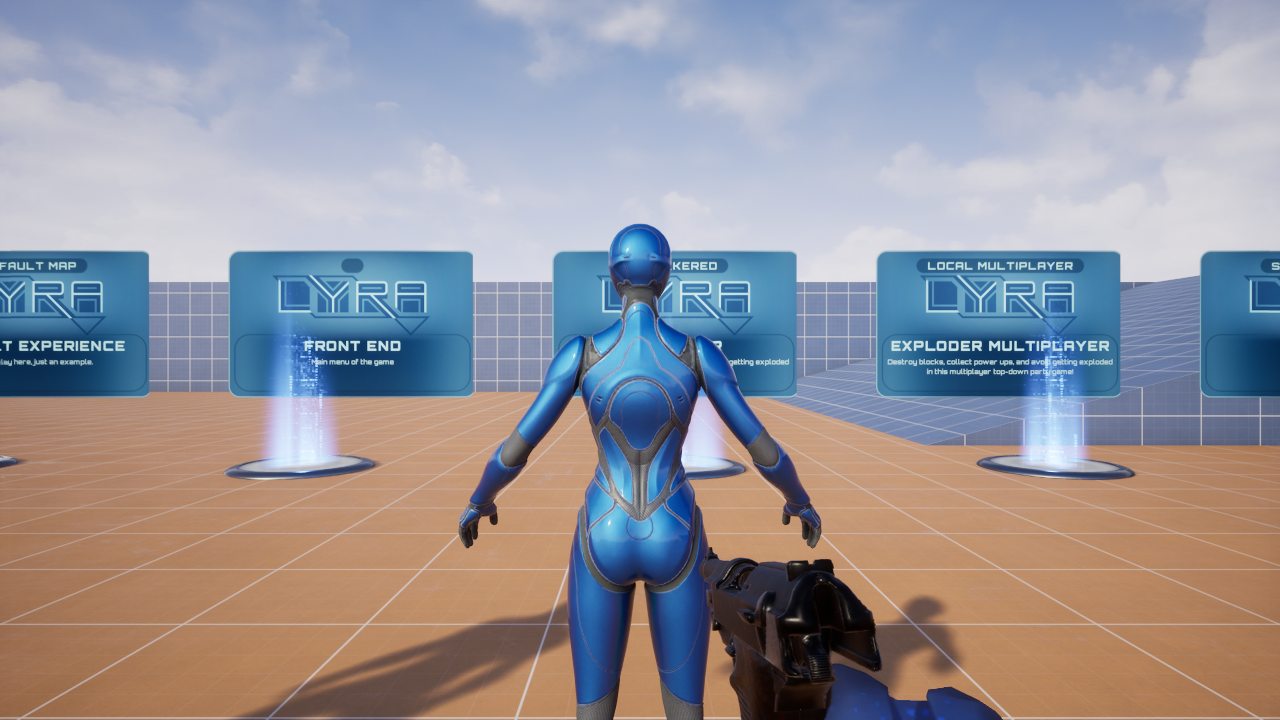 FAULT MAP
YRA
T EXPERIENCE
lay here, just an example.
LYRA
FRONT END
Main menu of the game
KERED
LYRA
getting exploded
LOCAL MULTIPLAYER
LYRA
EXPLODER MULTIPLAYER
Destroy blocks, collect power ups, and avoid getting exploded
in this multiplayer top-down party game!